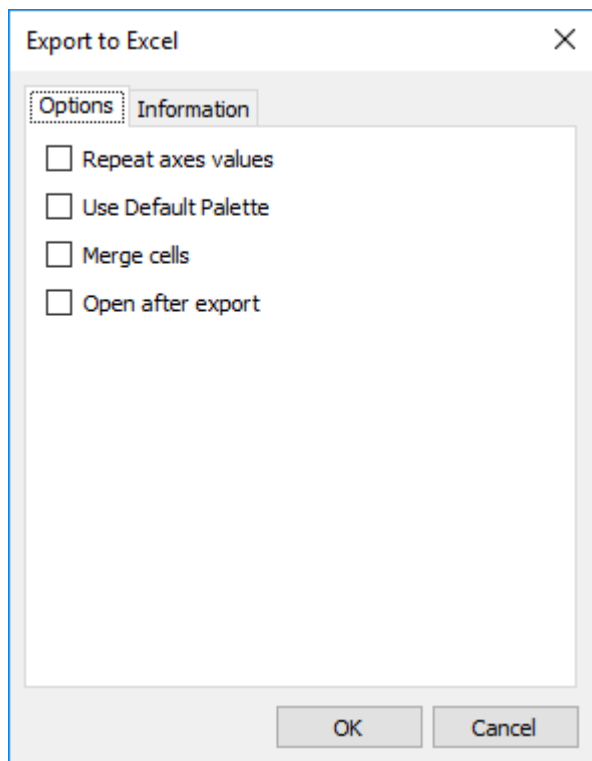 Export to Excel
Options Information
Repeat axes values
Use Default Palette
Merge cells
Open after export
OK Cancel